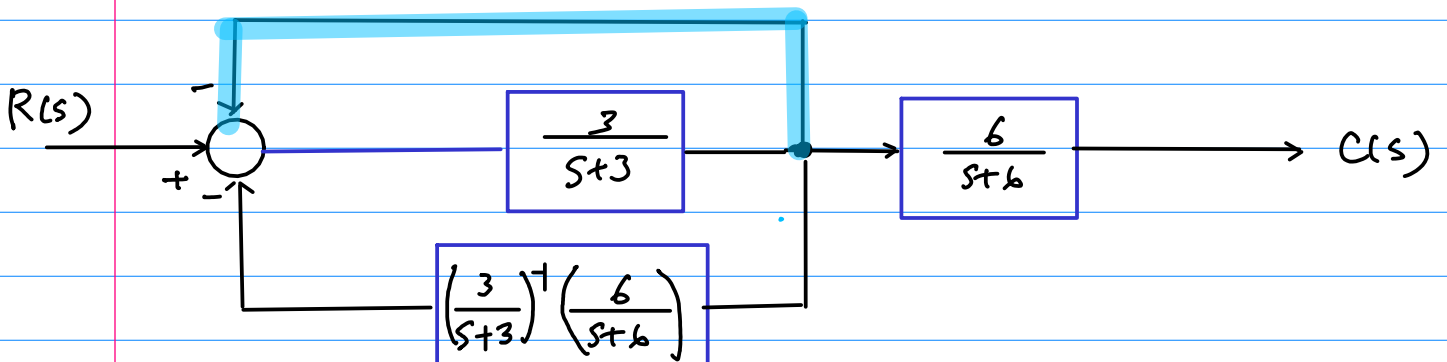 -
R(s)
+
-
3/(s+3)
6/(s+6)
C(s)
(3/(s+3))⁻¹(6/(s+6))